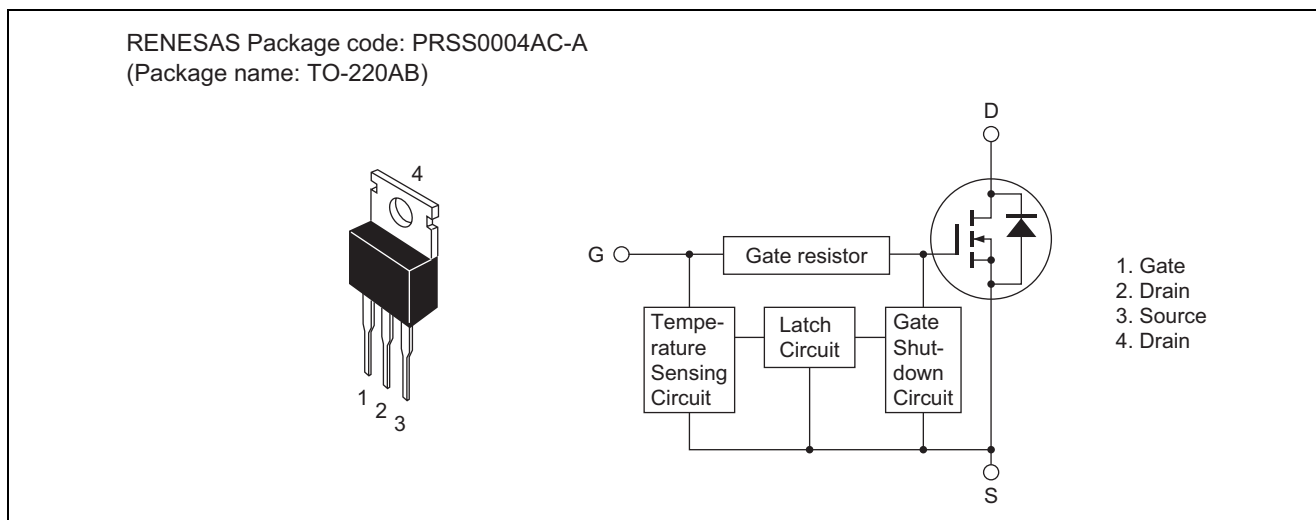 RENESAS Package code: PRSS0004AC-A
(Package name: TO-220AB)
4
1
2
3
D
G
Gate resistor
Tempe-
rature
Sensing
Circuit
Latch
Circuit
Gate
Shut-
down
Circuit
S
1. Gate
2. Drain
3. Source
4. Drain